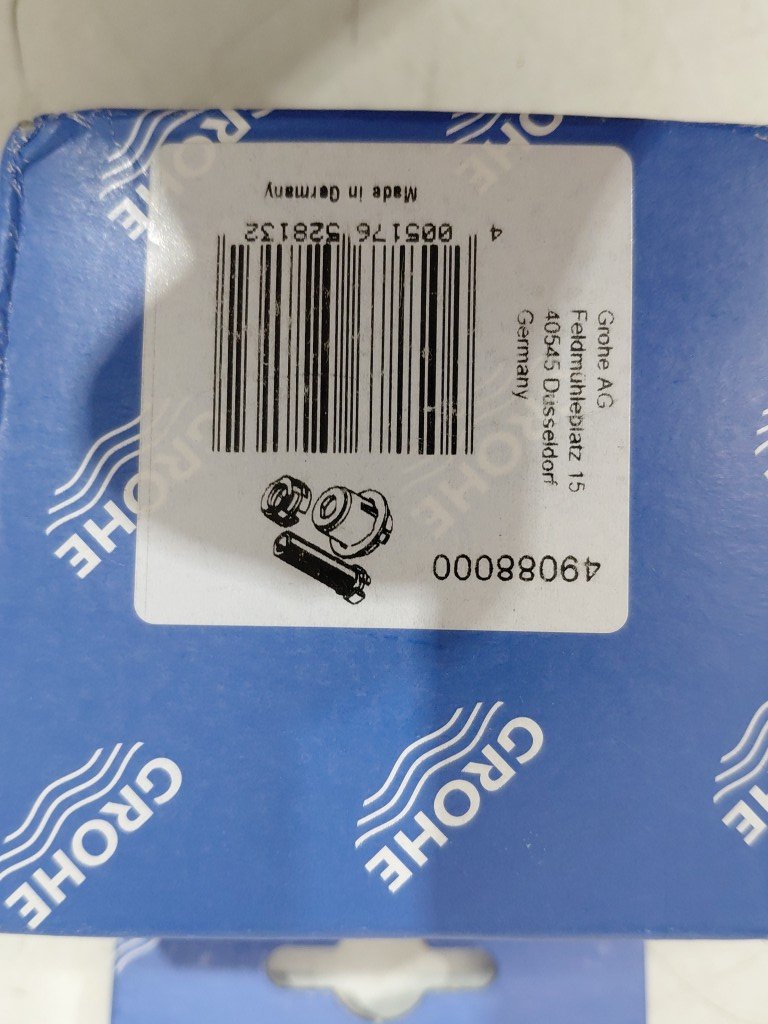 49088000
Grohe AG
Feldmühleplatz 15
40545 Düsseldorf
Germany
4 005176 528132
Made in Germany
GROHE
GROHE
GROHE
GROHE
GROHE
GROHE